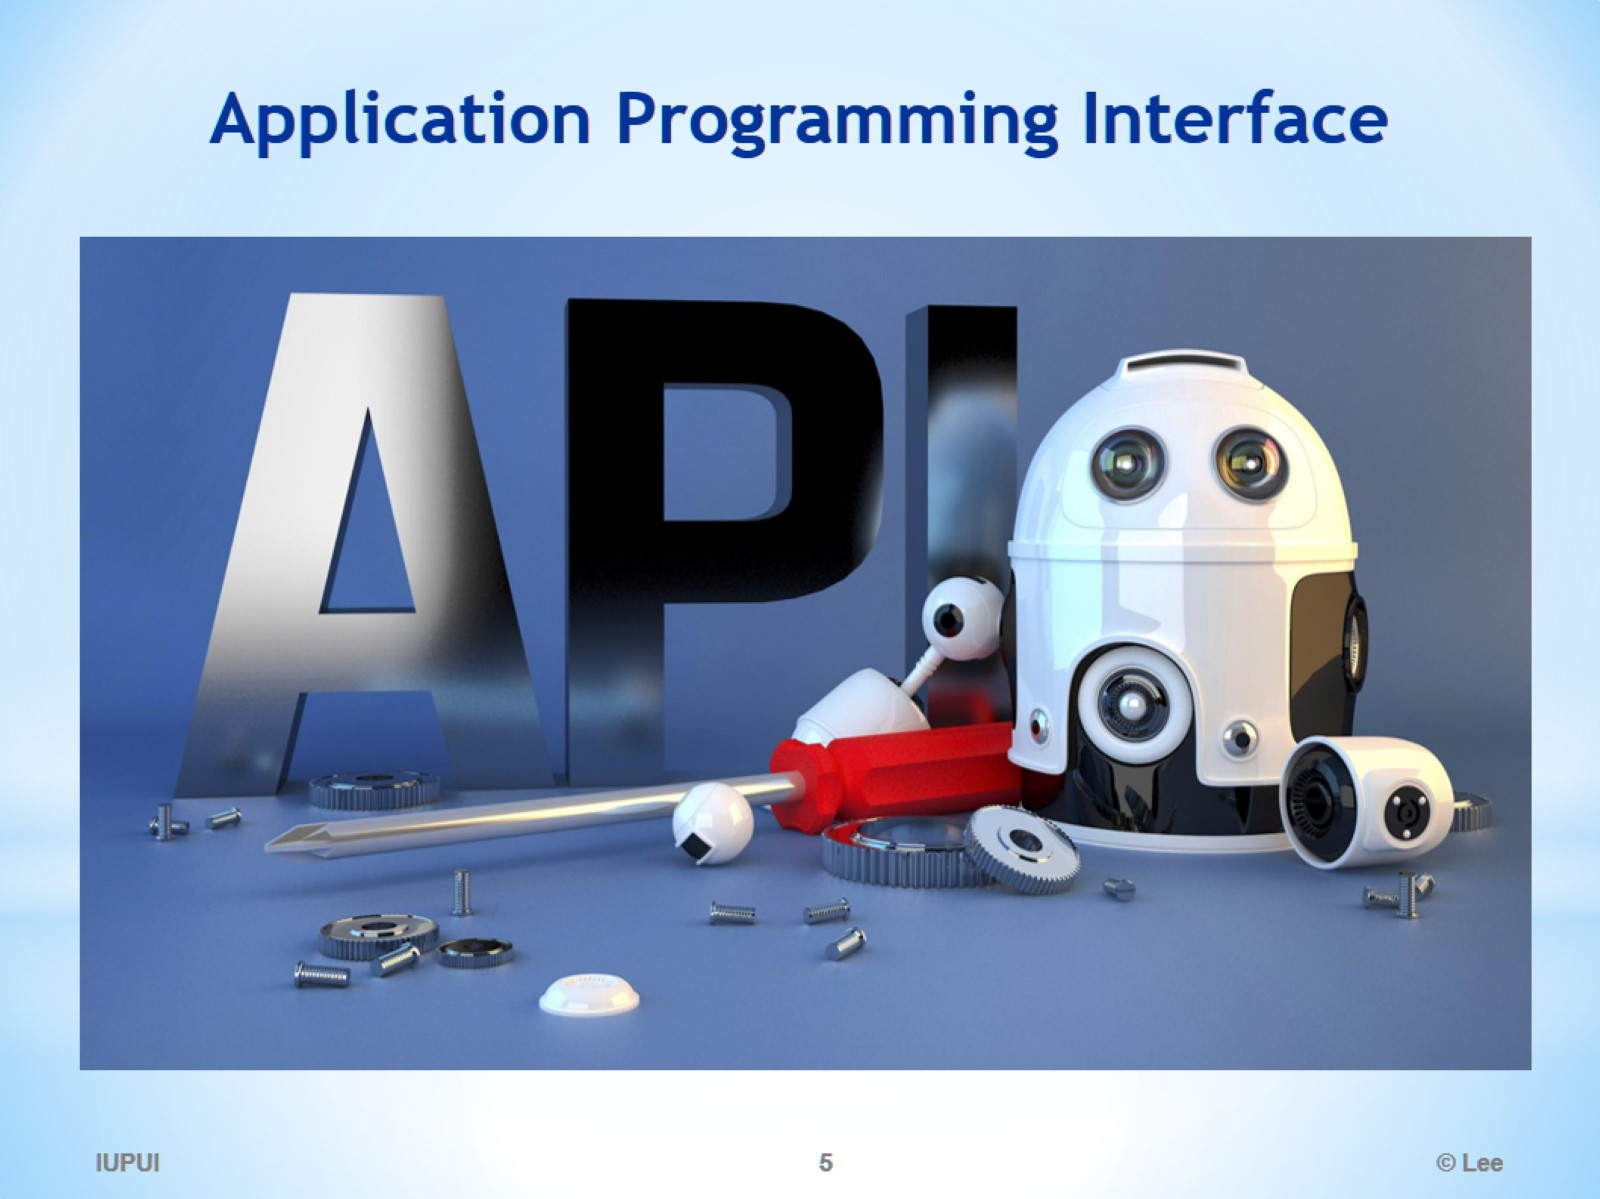 Application Programming Interface
API
IUPUI
5
© Lee